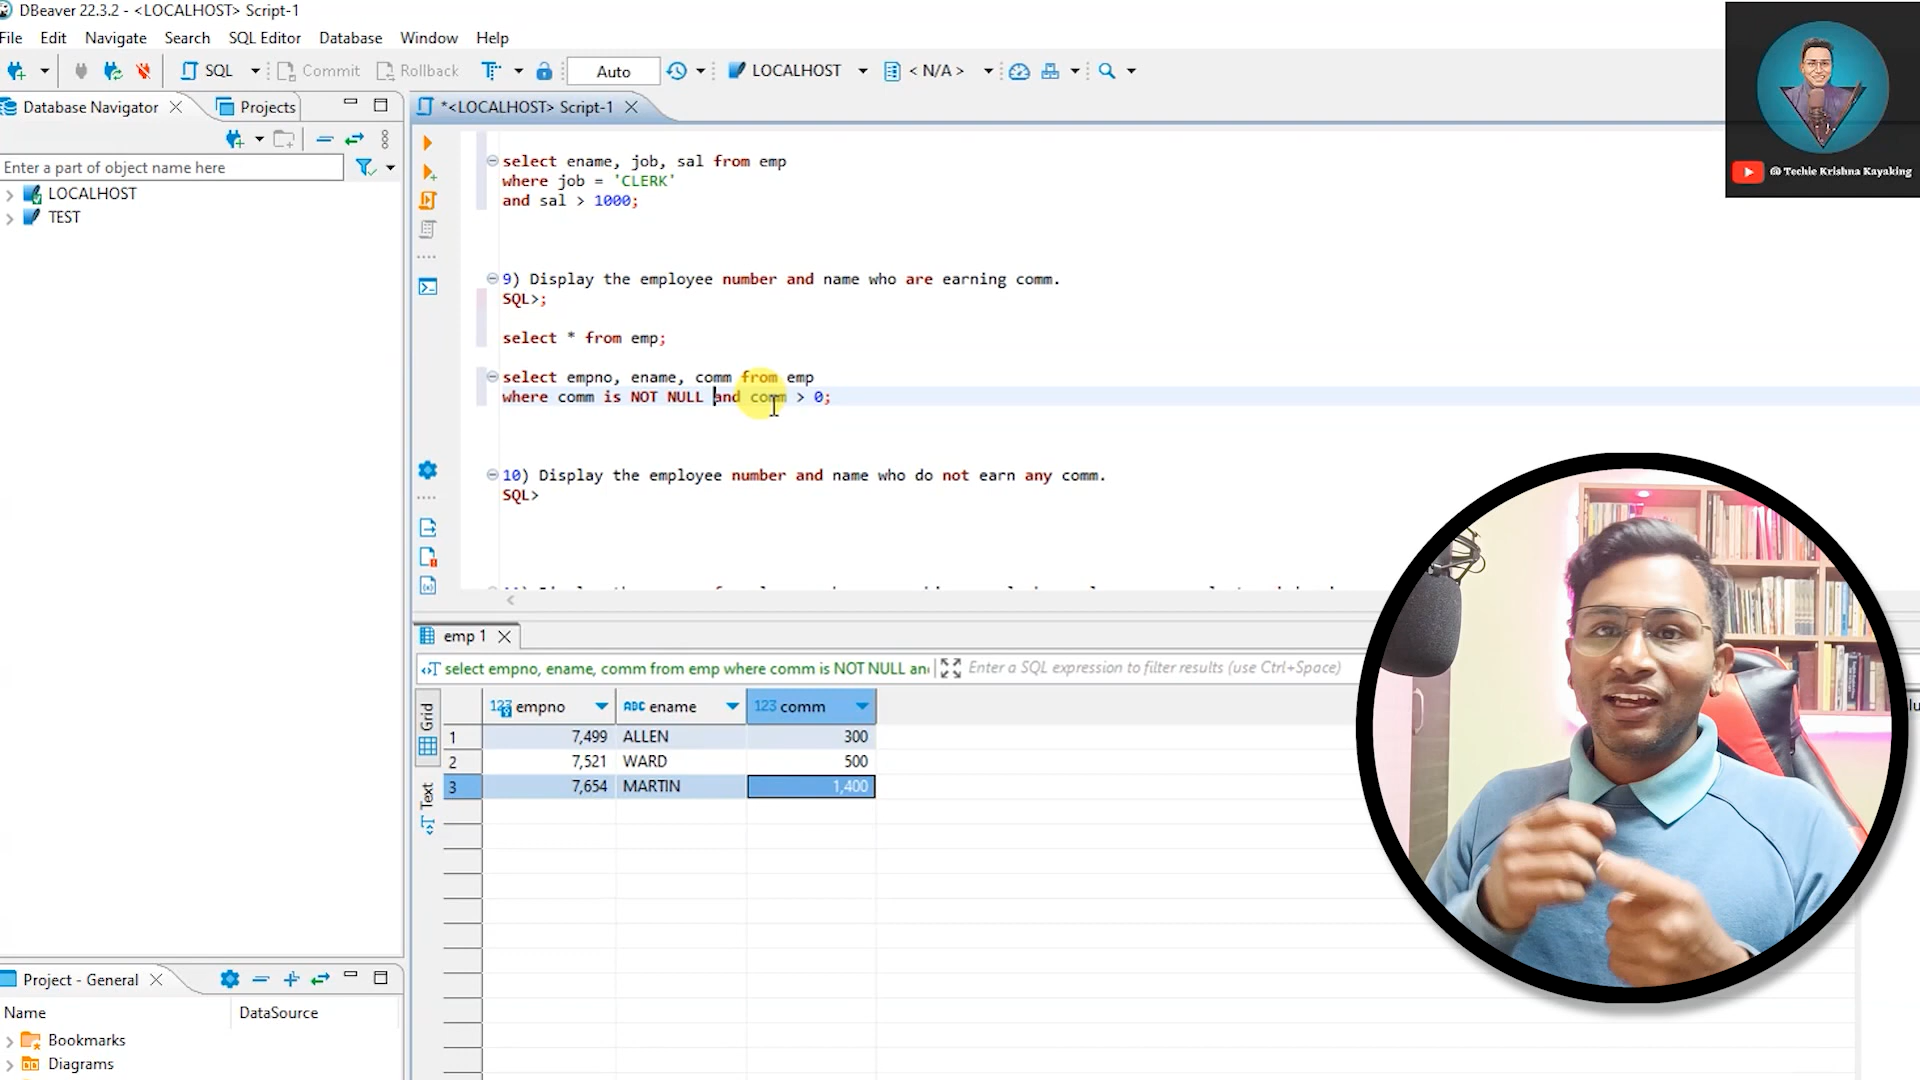 DBeaver 22.3.2 - <LOCALHOST> Script-1
File Edit Navigate Search SQL Editor Database Window Help
SQL Commit Rollback Auto LOCALHOST < N/A >
@ Techie Krishna Kayaking
Database Navigator Projects
*<LOCALHOST> Script-1
Enter a part of object name here
LOCALHOST
TEST
select ename, job, sal from emp
where job = 'CLERK'
and sal > 1000;
9) Display the employee number and name who are earning comm.
SQL>;
select * from emp;
select empno, ename, comm from emp
where comm is NOT NULL and comm > 0;
10) Display the employee number and name who do not earn any comm.
SQL>
emp 1
select empno, ename, comm from emp where comm is NOT NULL an
Enter a SQL expression to filter results (use Ctrl+Space)
Grid
Text
123 empno ABC ename 123 comm
1 7,499 ALLEN 300
2 7,521 WARD 500
3 7,654 MARTIN 1,400
Project - General
Name DataSource
Bookmarks
Diagrams